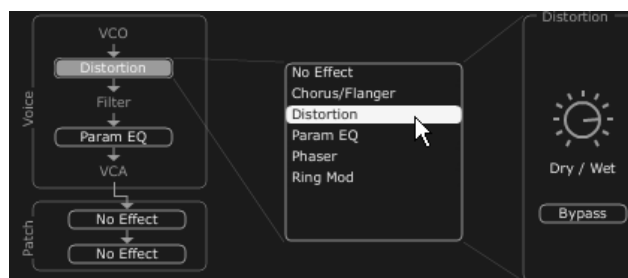 VCO
Distortion
Filter
Param EQ
VCA
Voice
No Effect
No Effect
Patch
No Effect
Chorus/Flanger
Distortion
Param EQ
Phaser
Ring Mod
Distortion
Dry / Wet
Bypass